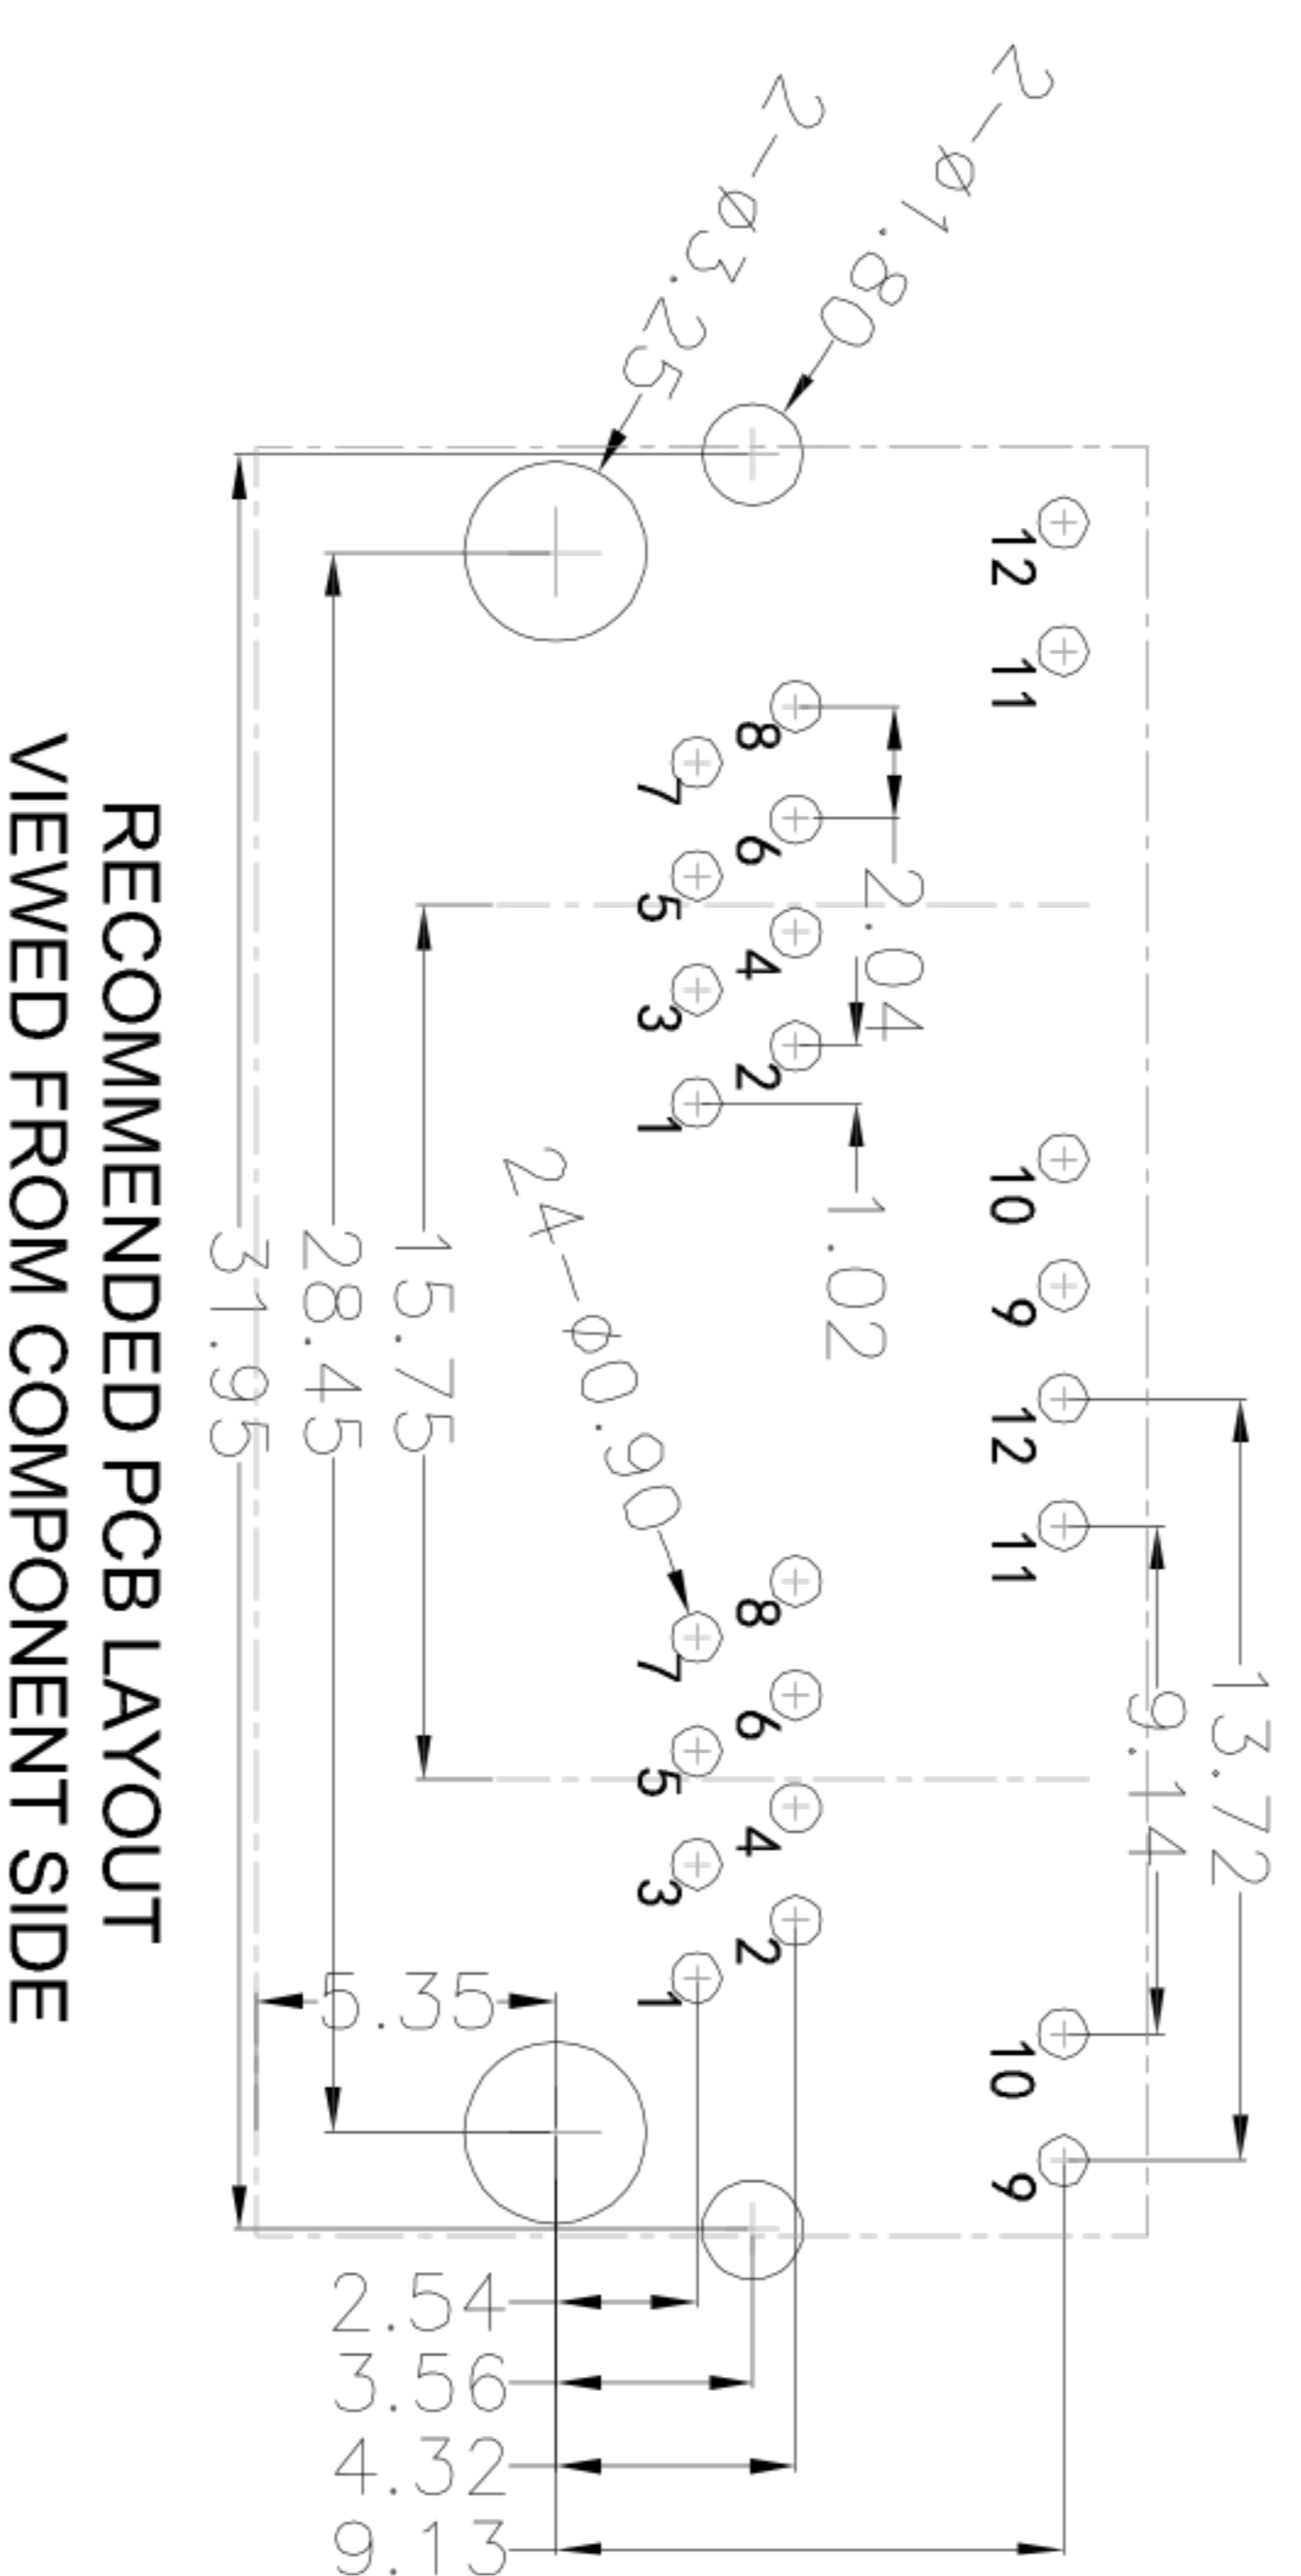 13.72
9.14
12 11 10 9 12 11 10 9
2-ø1.80
2.04
1.02
2-ø3.25
8 6 4 2 8 6 4 2
7 5 3 1 7 5 3 1
24-ø0.90
15.75
28.45
31.95
5.35
2.54
3.56
4.32
9.13
RECOMMENDED PCB LAYOUT
VIEWED FROM COMPONENT SIDE